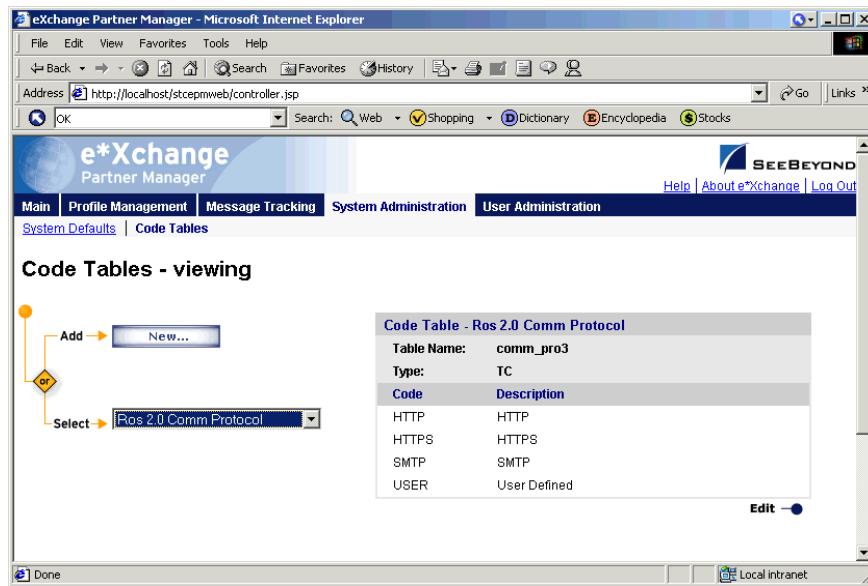 eXchange Partner Manager - Microsoft Internet Explorer
File Edit View Favorites Tools Help
Back Search Favorites History
Address http://localhost/stcepmweb/controller.jsp Go Links »
OK Search: Web Shopping D Dictionary E Encyclopedia $ Stocks
e*Xchange
Partner Manager
SEEBEYOND
Help | About e*Xchange | Log Out
Main Profile Management Message Tracking System Administration User Administration
System Defaults | Code Tables
Code Tables - viewing
Add New...
or
Select Ros 2.0 Comm Protocol
Code Table - Ros 2.0 Comm Protocol
Table Name: comm_pro3
Type: TC
Code Description
HTTP HTTP
HTTPS HTTPS
SMTP SMTP
USER User Defined
Edit
Done Local intranet